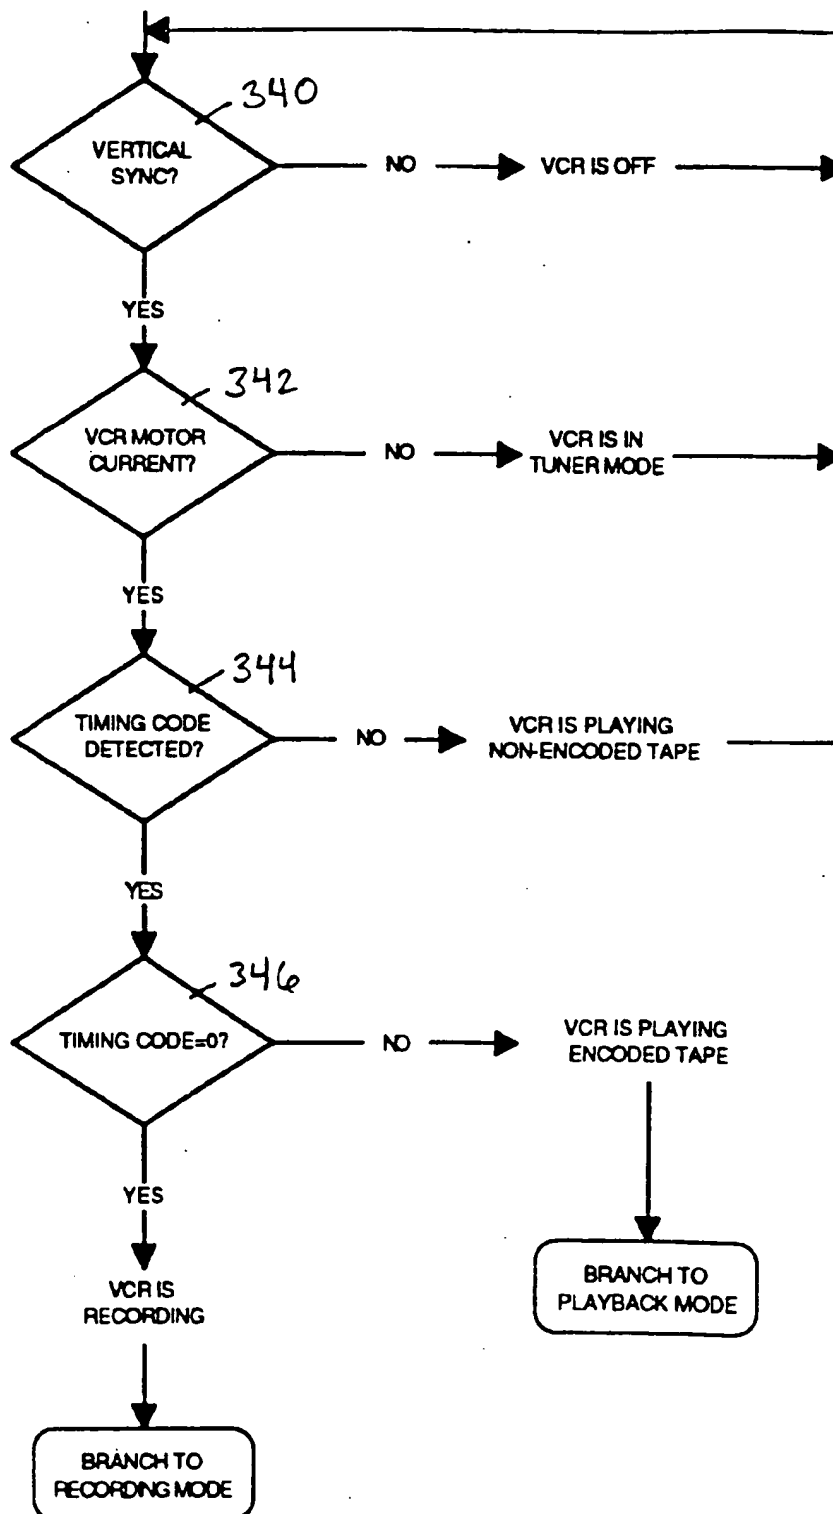 340
VERTICAL
SYNC?
NO
VCR IS OFF
YES
342
VCR MOTOR
CURRENT?
NO
VCR IS IN
TUNER MODE
YES
344
TIMING CODE
DETECTED?
NO
VCR IS PLAYING
NON-ENCODED TAPE
YES
346
TIMING CODE=0?
NO
VCR IS PLAYING
ENCODED TAPE
YES
VCR IS
RECORDING
BRANCH TO
PLAYBACK MODE
BRANCH TO
RECORDING MODE